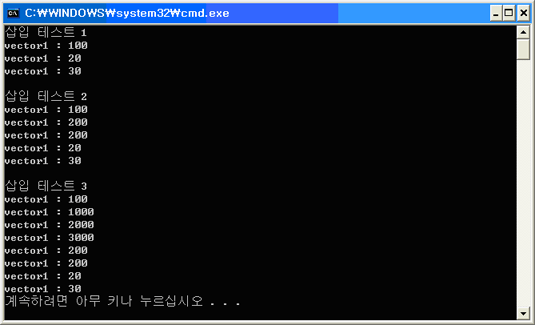 C:₩WINDOWS₩system32₩cmd.exe
삽입 테스트 1
vector1 : 100
vector1 : 20
vector1 : 30
삽입 테스트 2
vector1 : 100
vector1 : 200
vector1 : 200
vector1 : 20
vector1 : 30
삽입 테스트 3
vector1 : 100
vector1 : 1000
vector1 : 2000
vector1 : 3000
vector1 : 200
vector1 : 200
vector1 : 20
vector1 : 30
계속하려면 아무 키나 누르십시오 . . .